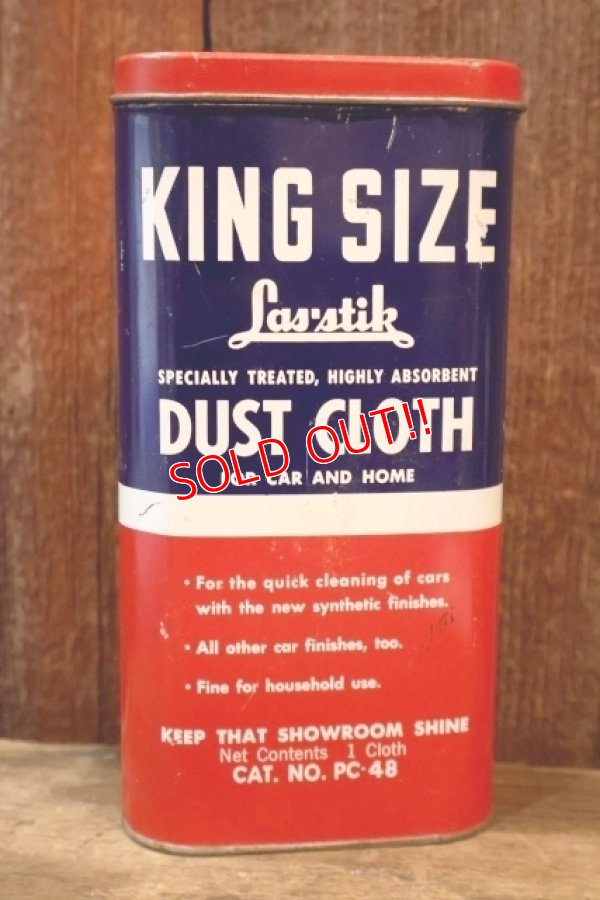 KING SIZE
Las-stik
SPECIALLY TREATED, HIGHLY ABSORBENT
DUST CLOTH
SOLD OUT!!
FOR CAR AND HOME
• For the quick cleaning of cars
with the new synthetic finishes.
• All other car finishes, too.
• Fine for household use.
KEEP THAT SHOWROOM SHINE
Net Contents 1 Cloth
CAT. NO. PC-48